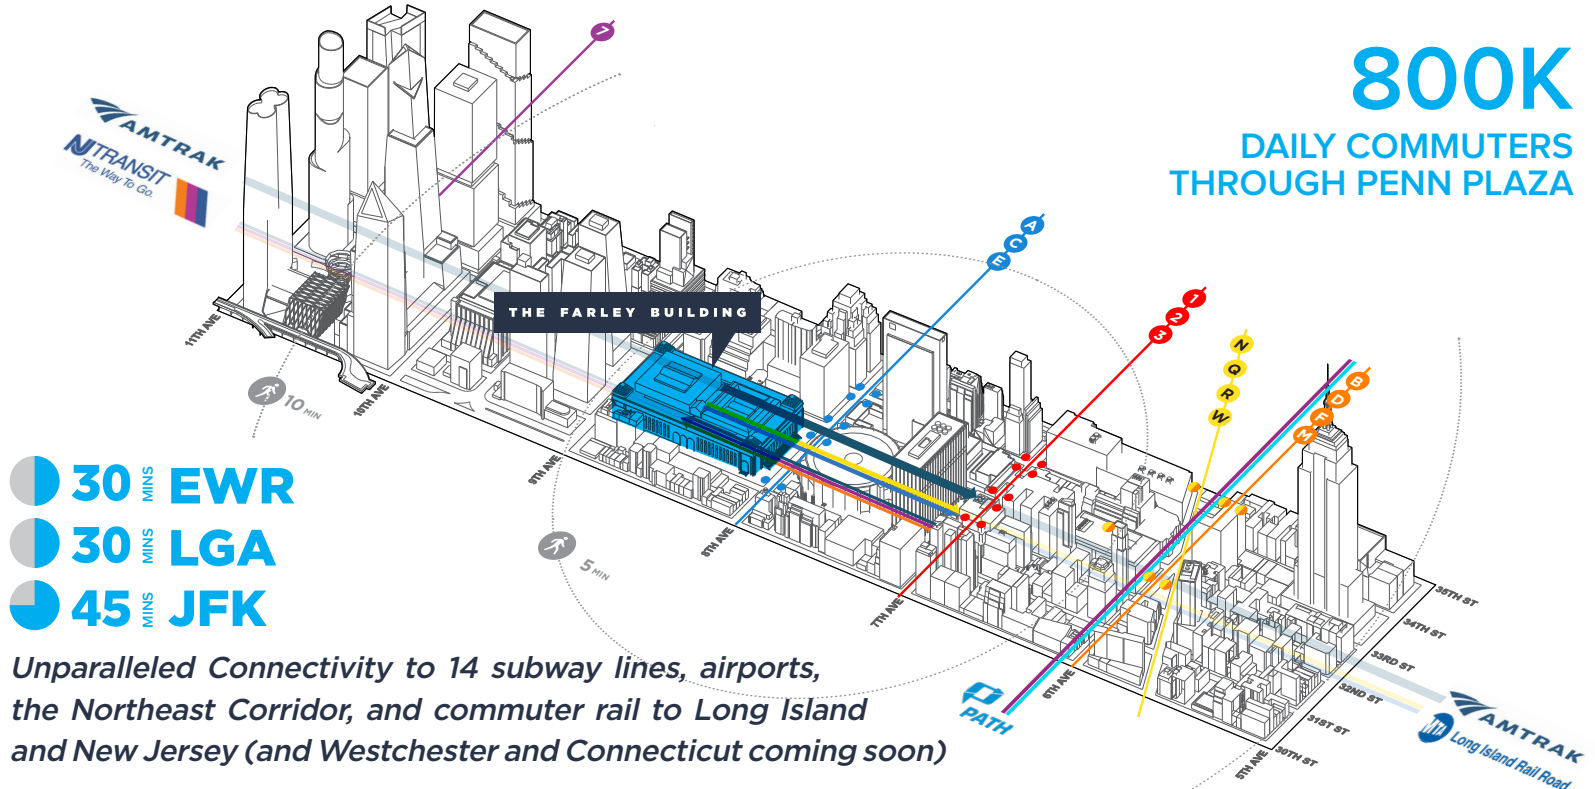 7
800K
DAILY COMMUTERS
THROUGH PENN PLAZA
AMTRAK
NJTRANSIT
The Way To Go.
A
C
E
1
2
3
THE FARLEY BUILDING
N
Q
R
W
B
D
F
M
11TH AVE
10TH AVE
9TH AVE
8TH AVE
7TH AVE
6TH AVE
5TH AVE
10 MIN
5 MIN
30 MINS EWR
30 MINS LGA
45 MINS JFK
35TH ST
34TH ST
33RD ST
32ND ST
31ST ST
30TH ST
PATH
AMTRAK
MTA Long Island Rail Road
Unparalleled Connectivity to 14 subway lines, airports,
the Northeast Corridor, and commuter rail to Long Island
and New Jersey (and Westchester and Connecticut coming soon)